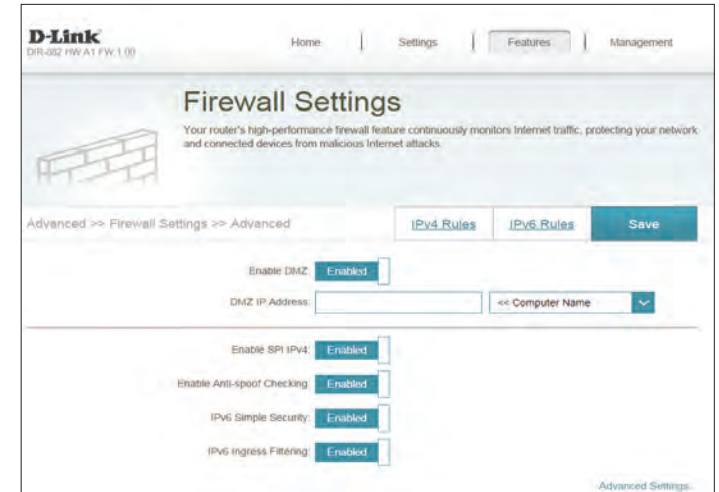 D-Link
DIR-882 HW:A1 FW:1.00
Home | Settings | Features | Management
Firewall Settings
Your router's high-performance firewall feature continuously monitors Internet traffic, protecting your network
and connected devices from malicious Internet attacks.
Advanced >> Firewall Settings >> Advanced
IPv4 Rules
IPv6 Rules
Save
Enable DMZ: Enabled
DMZ IP Address: << Computer Name
Enable SPI IPv4: Enabled
Enable Anti-spoof Checking: Enabled
IPv6 Simple Security: Enabled
IPv6 Ingress Filtering: Enabled
Advanced Settings...